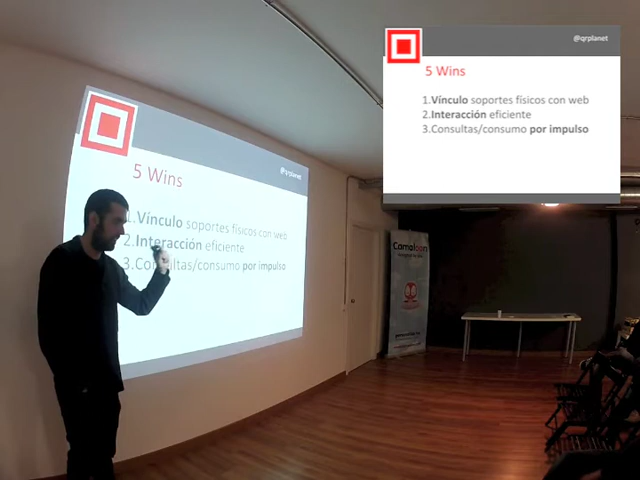 @qrplanet
5 Wins
1.Vínculo soportes físicos con web
2.Interacción eficiente
3.Consultas/consumo por impulso
@qrplanet
5 Wins
1.Vínculo soportes físicos con web
2.Interacción eficiente
3.Consultas/consumo por impulso